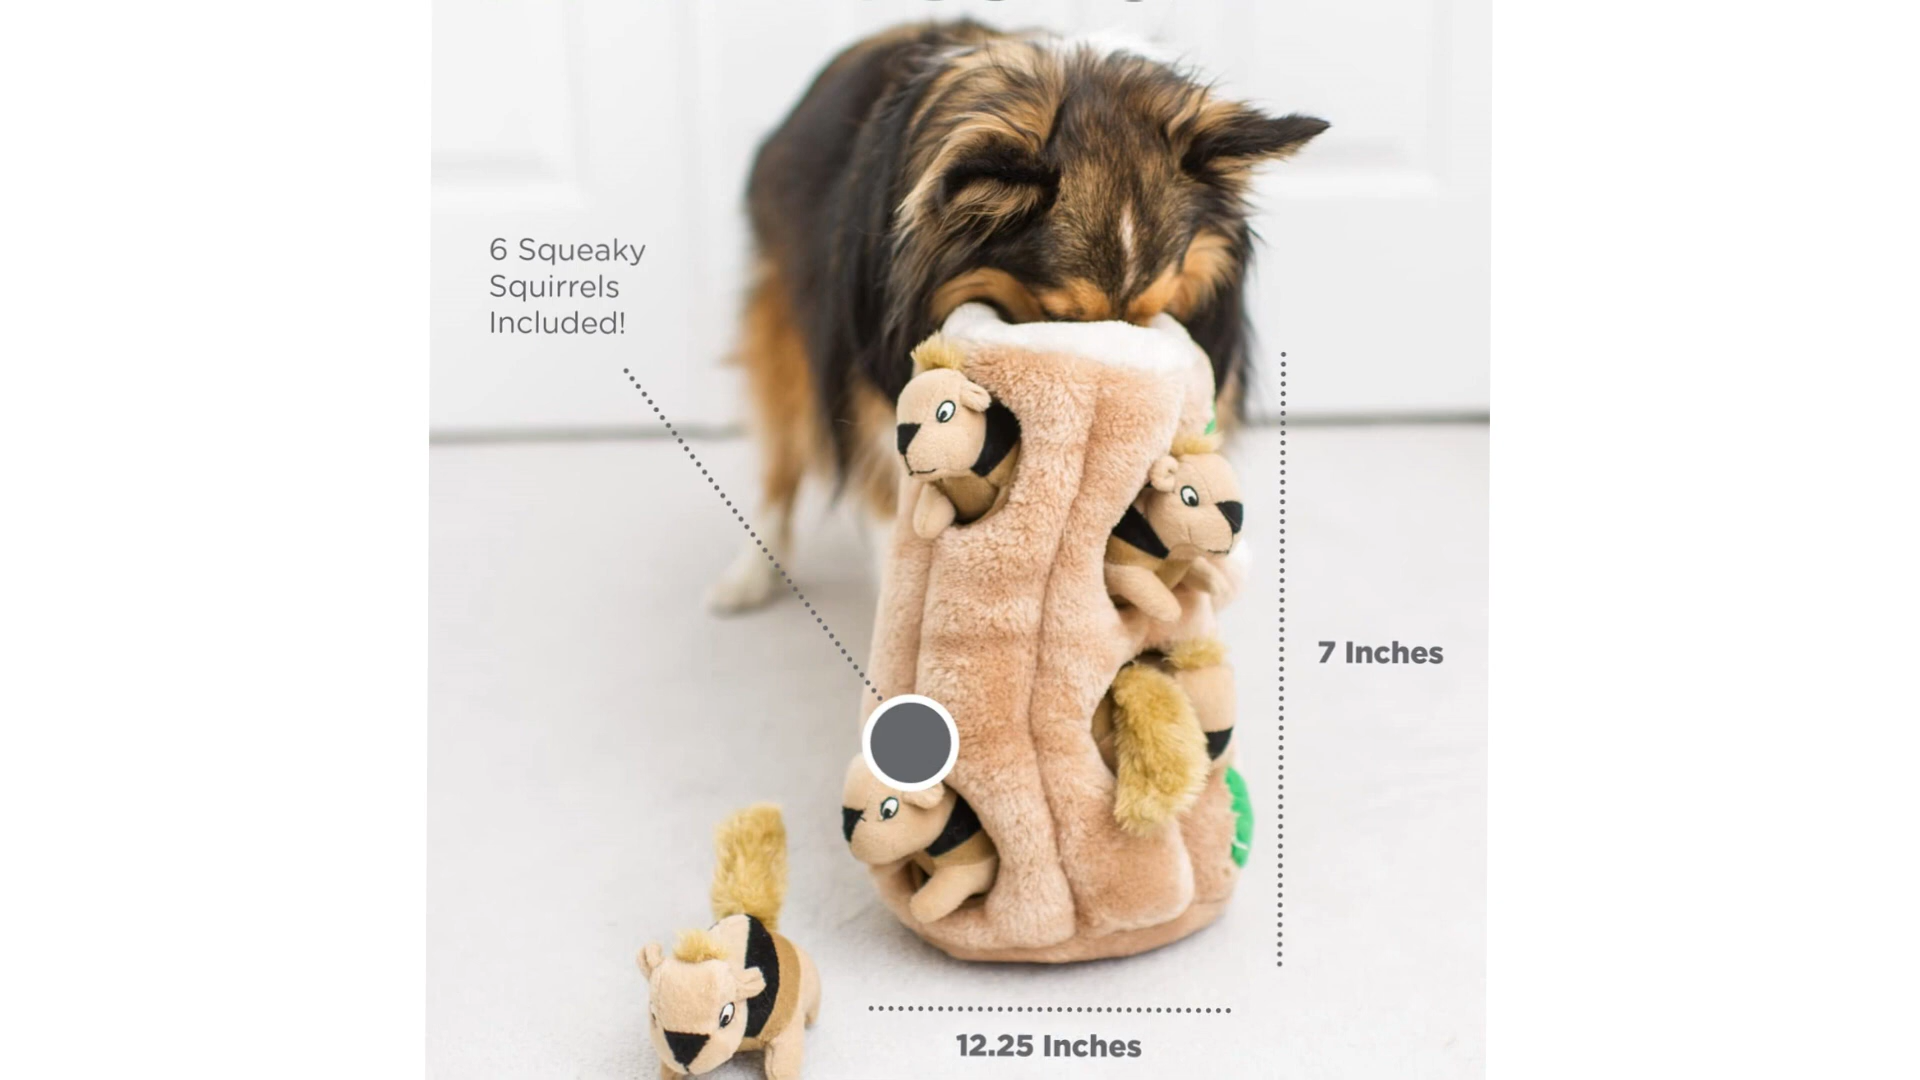 6 Squeaky
Squirrels
Included!
7 Inches
12.25 Inches